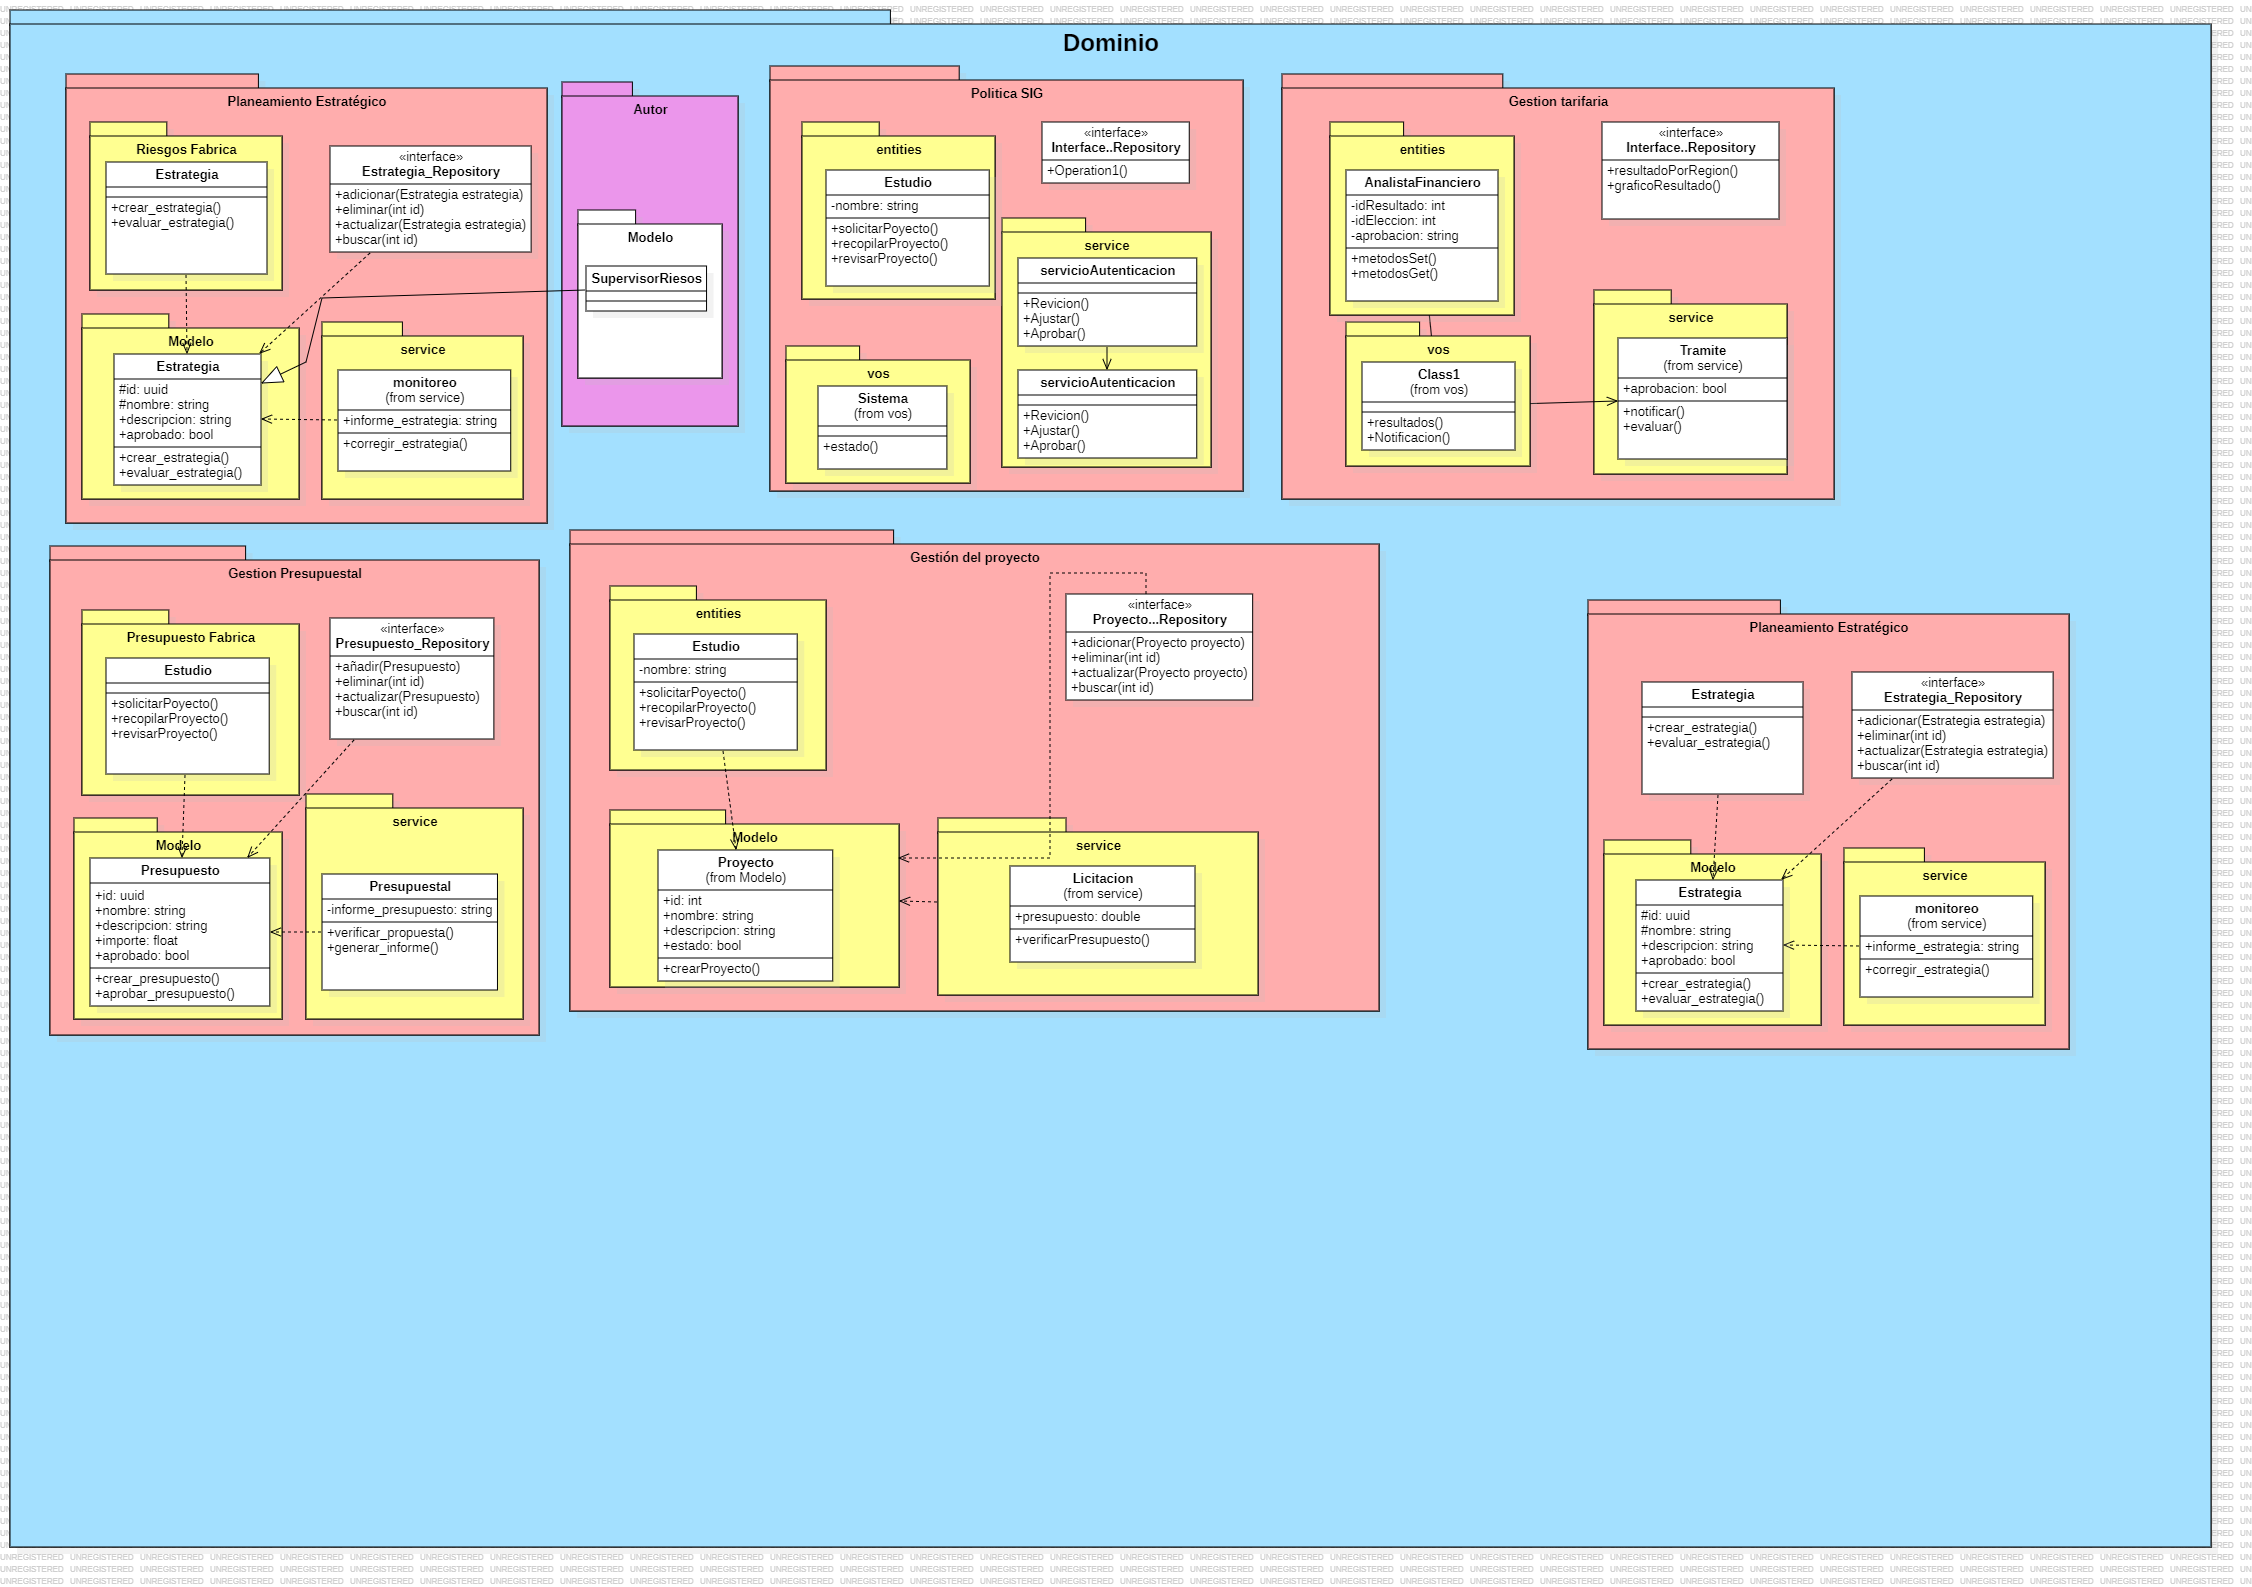 Dominio
Planeamiento Estratégico
Riesgos Fabrica
Estrategia
+crear_estrategia()
+evaluar_estrategia()
«interface»
Estrategia_Repository
+adicionar(Estrategia estrategia)
+eliminar(int id)
+actualizar(Estrategia estrategia)
+buscar(int id)
Modelo
Estrategia
#id: uuid
#nombre: string
+descripcion: string
+aprobado: bool
+crear_estrategia()
+evaluar_estrategia()
service
monitoreo
(from service)
+informe_estrategia: string
+corregir_estrategia()
Autor
Modelo
SupervisorRiesos
Politica SIG
entities
Estudio
-nombre: string
+solicitarPoyecto()
+recopilarProyecto()
+revisarProyecto()
«interface»
Interface..Repository
+Operation1()
service
servicioAutenticacion
+Revicion()
+Ajustar()
+Aprobar()
servicioAutenticacion
+Revicion()
+Ajustar()
+Aprobar()
vos
Sistema
(from vos)
+estado()
Gestion tarifaria
entities
AnalistaFinanciero
-idResultado: int
-idEleccion: int
-aprobacion: string
+metodosSet()
+metodosGet()
«interface»
Interface..Repository
+resultadoPorRegion()
+graficoResultado()
vos
Class1
(from vos)
+resultados()
+Notificacion()
service
Tramite
(from service)
+aprobacion: bool
+notificar()
+evaluar()
Gestion Presupuestal
Presupuesto Fabrica
Estudio
+solicitarPoyecto()
+recopilarProyecto()
+revisarProyecto()
«interface»
Presupuesto_Repository
+añadir(Presupuesto)
+eliminar(int id)
+actualizar(Presupuesto)
+buscar(int id)
Modelo
Presupuesto
+id: uuid
+nombre: string
+descripcion: string
+importe: float
+aprobado: bool
+crear_presupuesto()
+aprobar_presupuesto()
service
Presupuestal
-informe_presupuesto: string
+verificar_propuesta()
+generar_informe()
Gestión del proyecto
entities
Estudio
-nombre: string
+solicitarPoyecto()
+recopilarProyecto()
+revisarProyecto()
«interface»
Proyecto...Repository
+adicionar(Proyecto proyecto)
+eliminar(int id)
+actualizar(Proyecto proyecto)
+buscar(int id)
Modelo
Proyecto
(from Modelo)
+id: int
+nombre: string
+descripcion: string
+estado: bool
+crearProyecto()
service
Licitacion
(from service)
+presupuesto: double
+verificarPresupuesto()
Planeamiento Estratégico
Estrategia
+crear_estrategia()
+evaluar_estrategia()
«interface»
Estrategia_Repository
+adicionar(Estrategia estrategia)
+eliminar(int id)
+actualizar(Estrategia estrategia)
+buscar(int id)
Modelo
Estrategia
#id: uuid
#nombre: string
+descripcion: string
+aprobado: bool
+crear_estrategia()
+evaluar_estrategia()
service
monitoreo
(from service)
+informe_estrategia: string
+corregir_estrategia()
UNREGISTERED